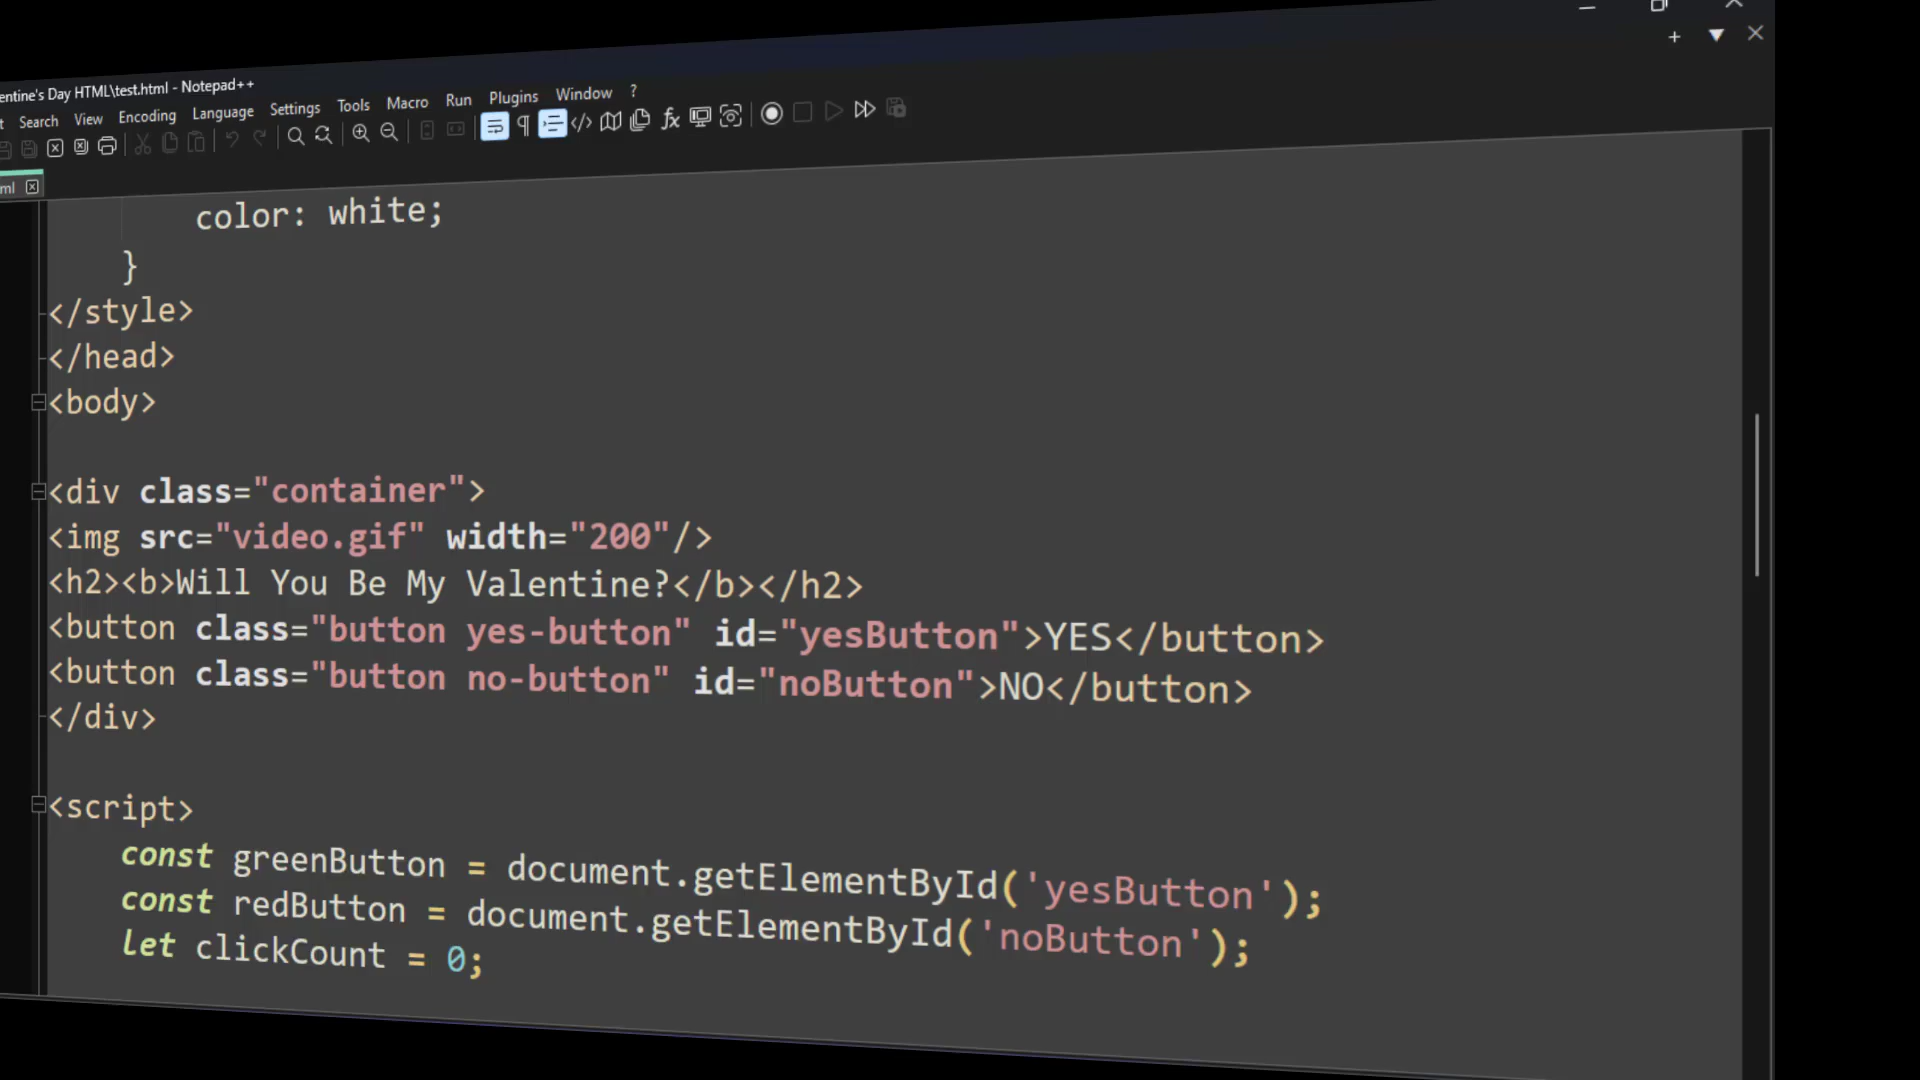 entine's Day HTML\test.html - Notepad++
t Search View Encoding Language Settings Tools Macro Run Plugins Window ?
ml
color: white;
}
</style>
</head>
<body>
<div class="container">
<img src="video.gif" width="200"/>
<h2><b>Will You Be My Valentine?</b></h2>
<button class="button yes-button" id="yesButton">YES</button>
<button class="button no-button" id="noButton">NO</button>
</div>
<script>
const greenButton = document.getElementById('yesButton');
const redButton = document.getElementById('noButton');
let clickCount = 0;